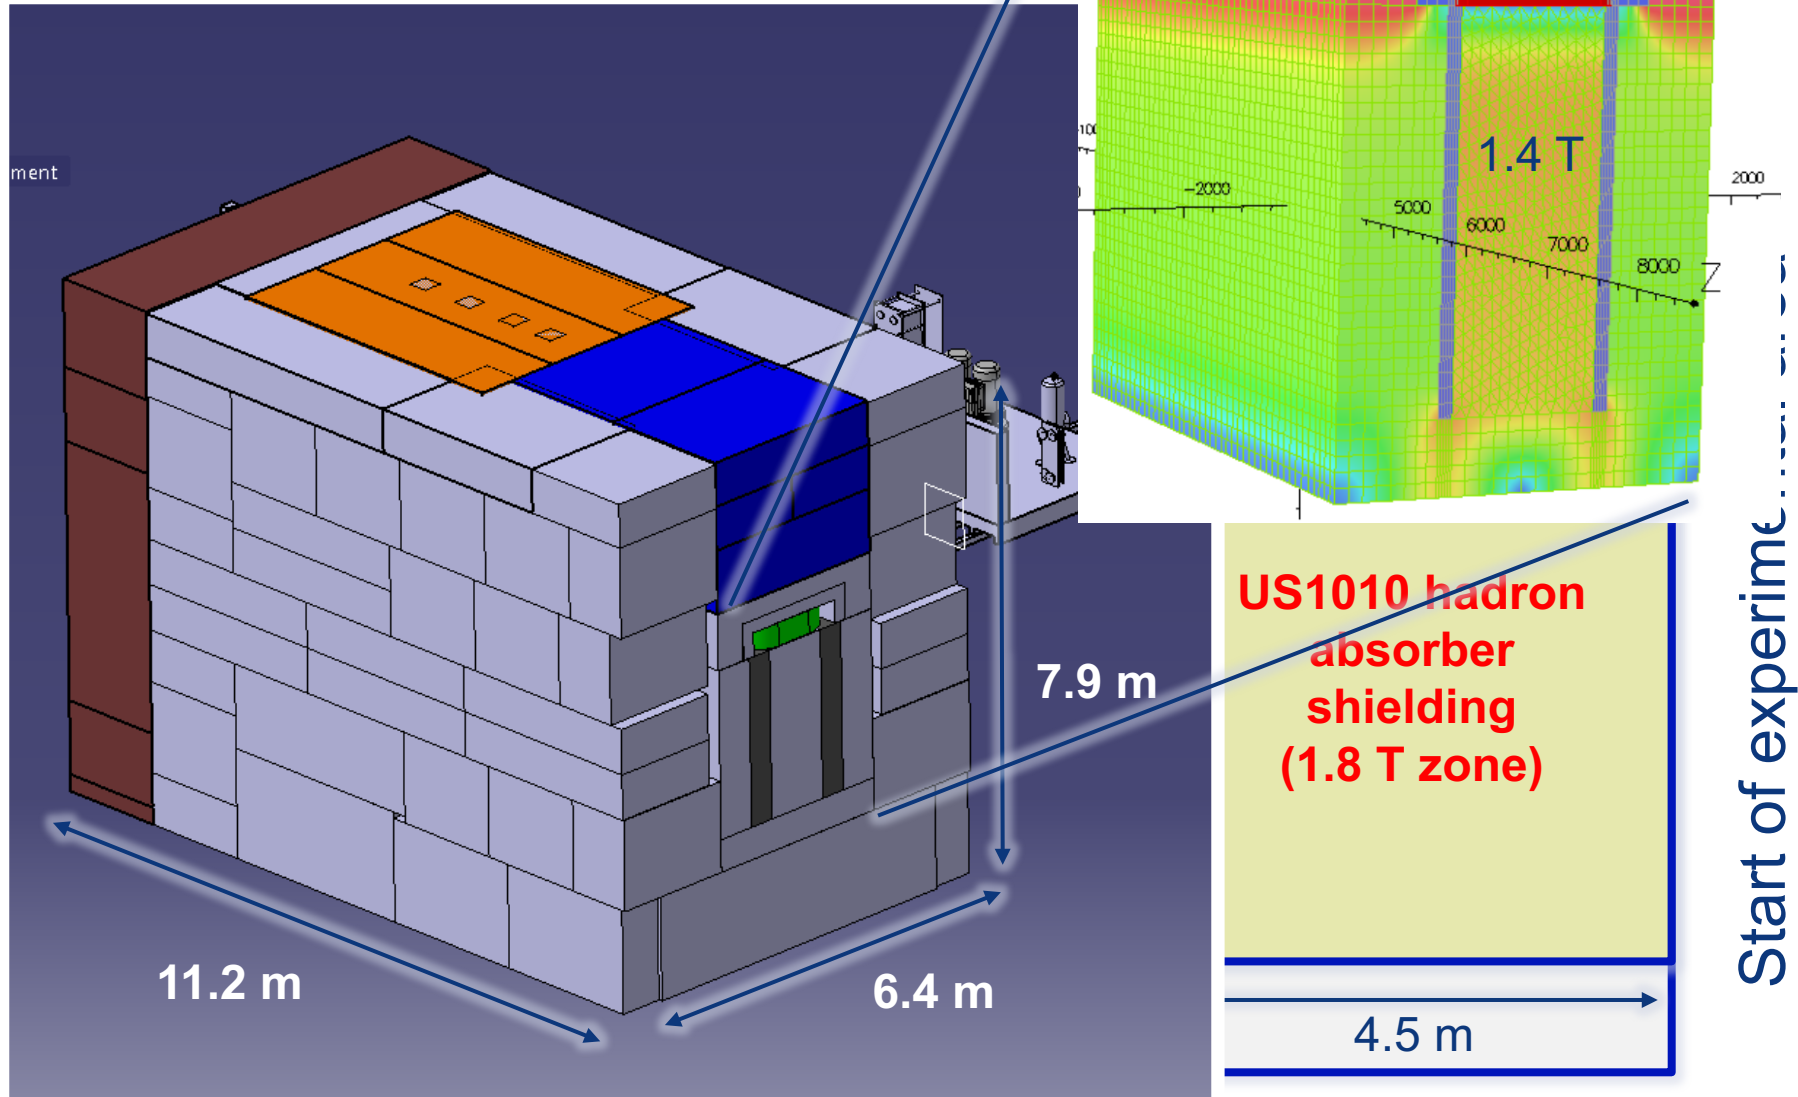 ment
-2000
1.4 T
2000
5000
6000
7000
8000
Z
US1010 hadron
absorber
shielding
(1.8 T zone)
7.9 m
11.2 m
6.4 m
4.5 m
Start of